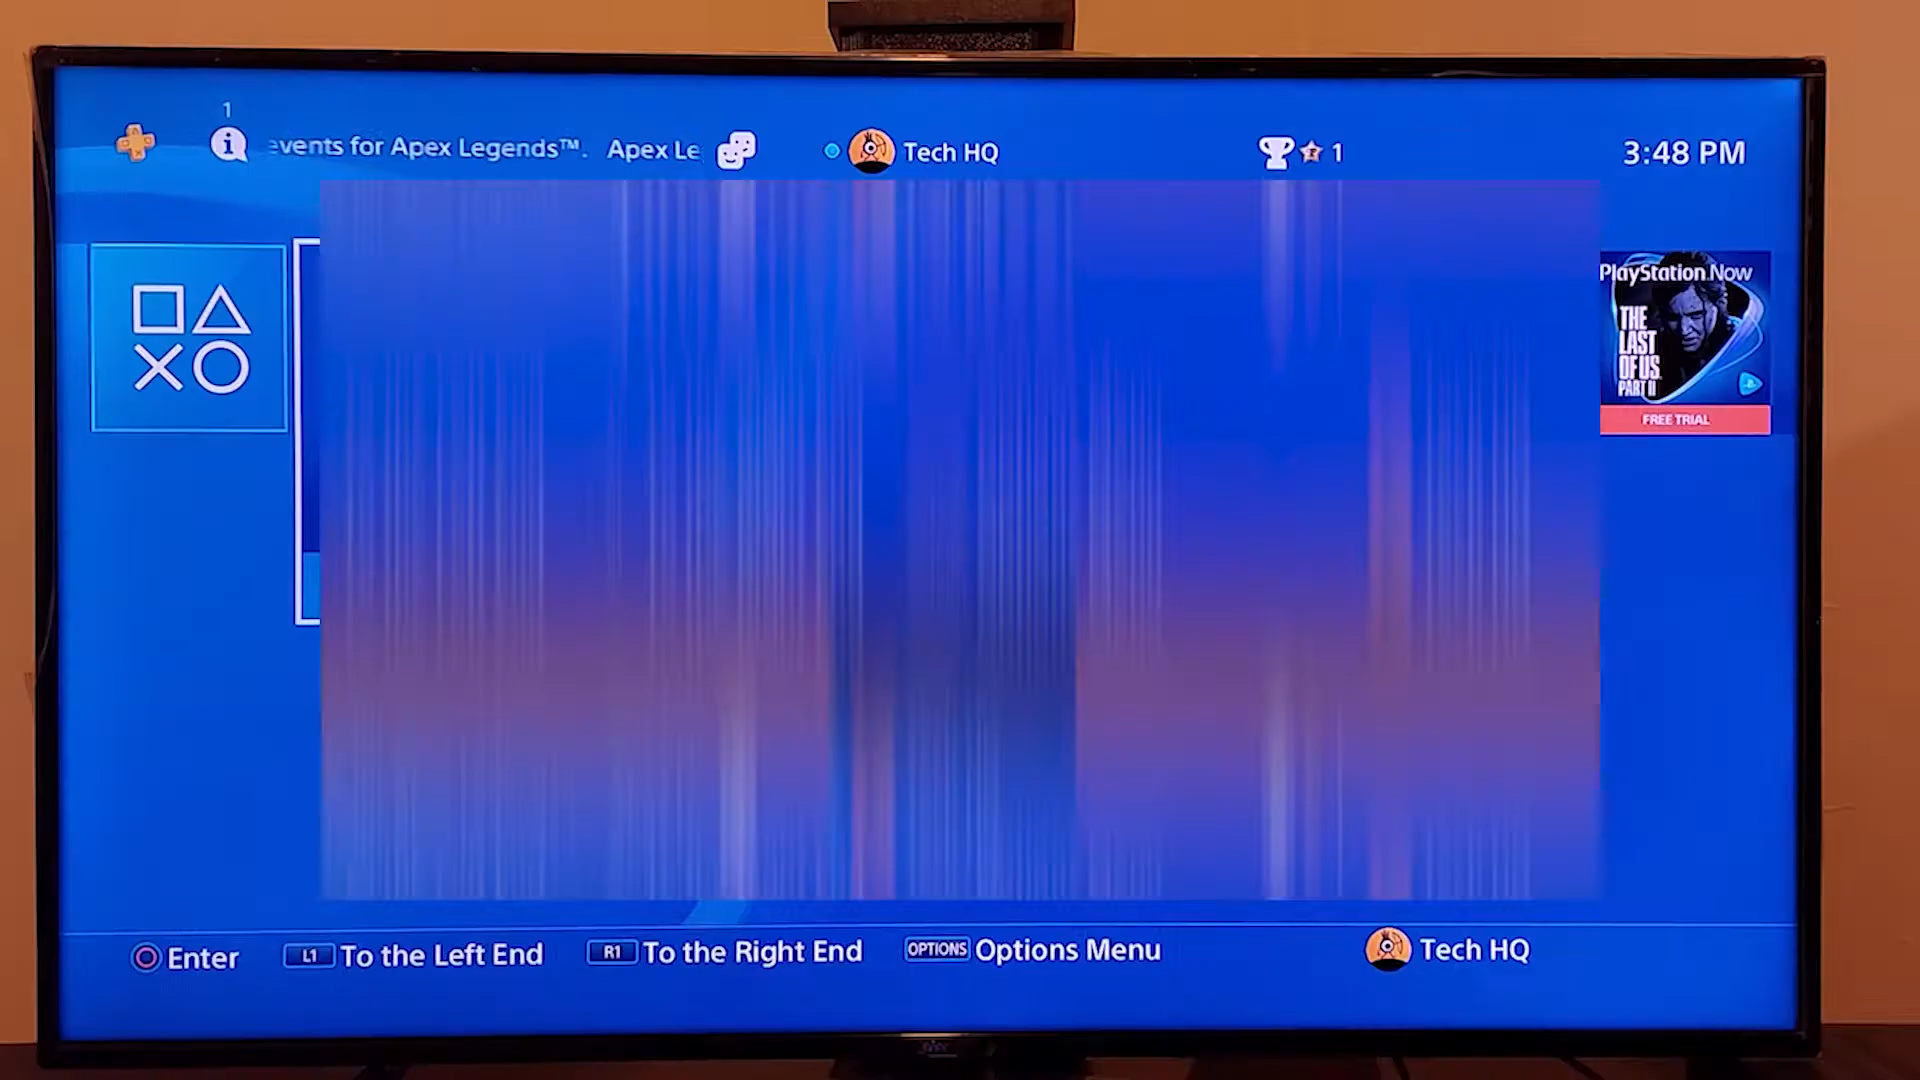 1
events for Apex Legends™. Apex Le
Tech HQ
1
3:48 PM
PlayStation Now
THE
LAST
OF US
PART II
FREE TRIAL
Enter
L1 To the Left End
R1 To the Right End
OPTIONS Options Menu
Tech HQ